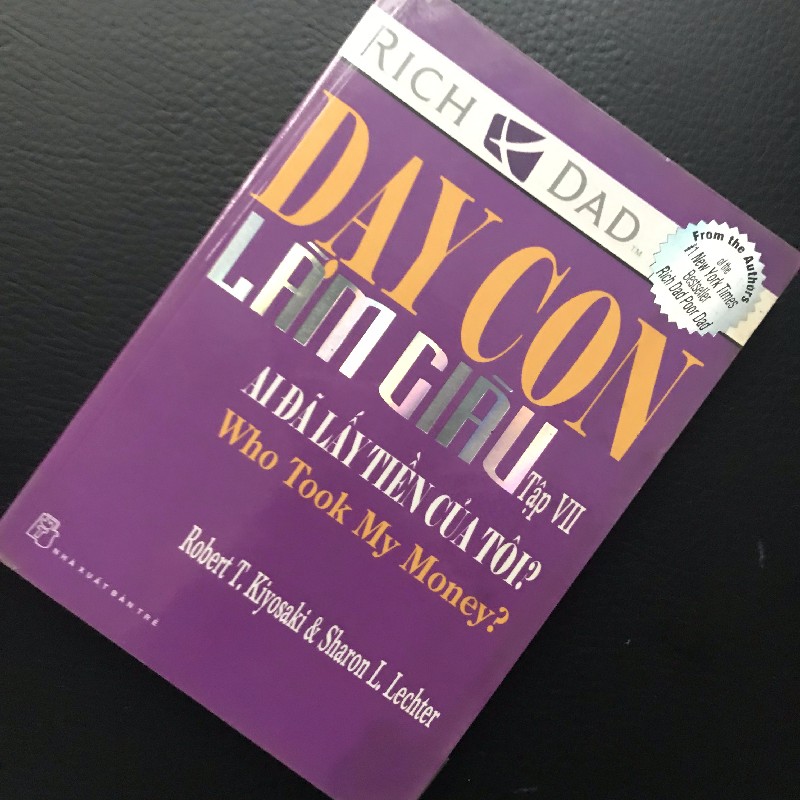 RICH DAD™
DẠY CON
LÀM GIÀU
Tập VII
AI ĐÃ LẤY TIỀN CỦA TÔI?
Who Took My Money?
Robert T. Kiyosaki & Sharon L. Lechter
NHÀ XUẤT BẢN TRẺ
From the Authors
of the
#1 New York Times
Bestseller
Rich Dad Poor Dad